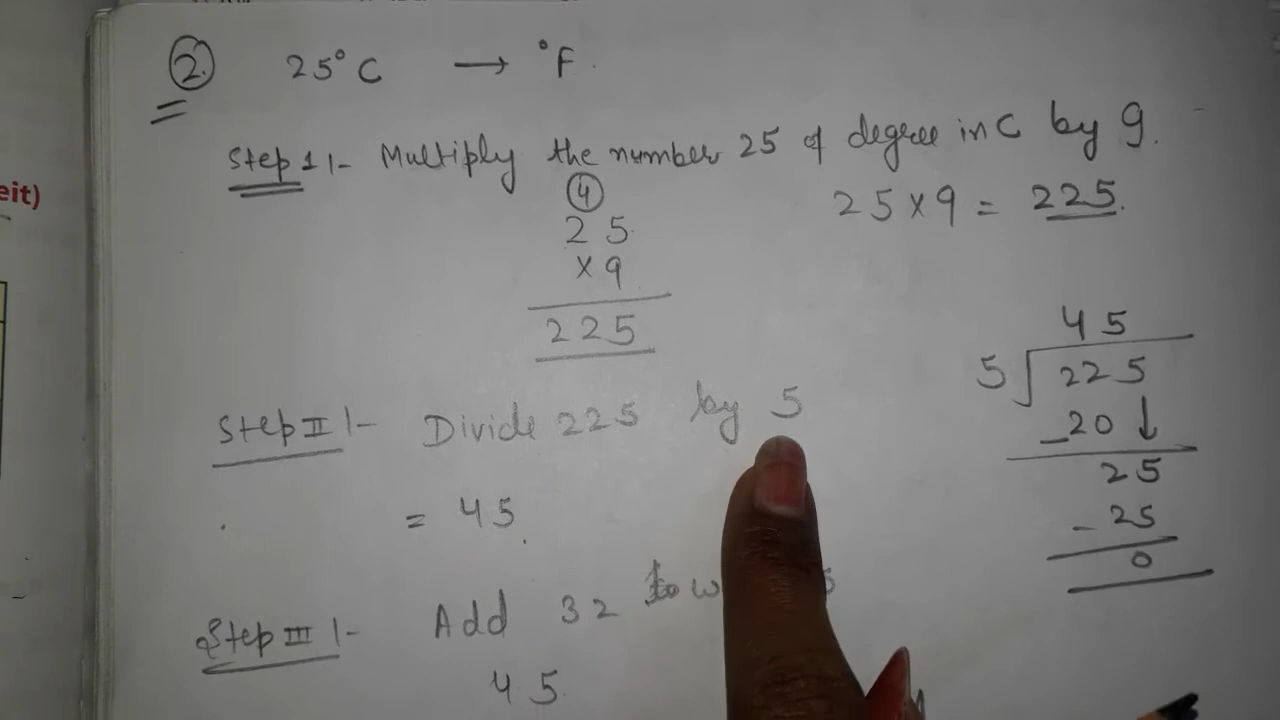 eit)
2. 25° C → °F.
Step 1 :- Multiply the number 25 of degree in C by 9.
4
25
×9
225
25×9 = 225.
45
5 225
-20 ↓
25
-25
0
Step II :- Divide 225 by 5
= 45
Step III :- Add 32 to
45